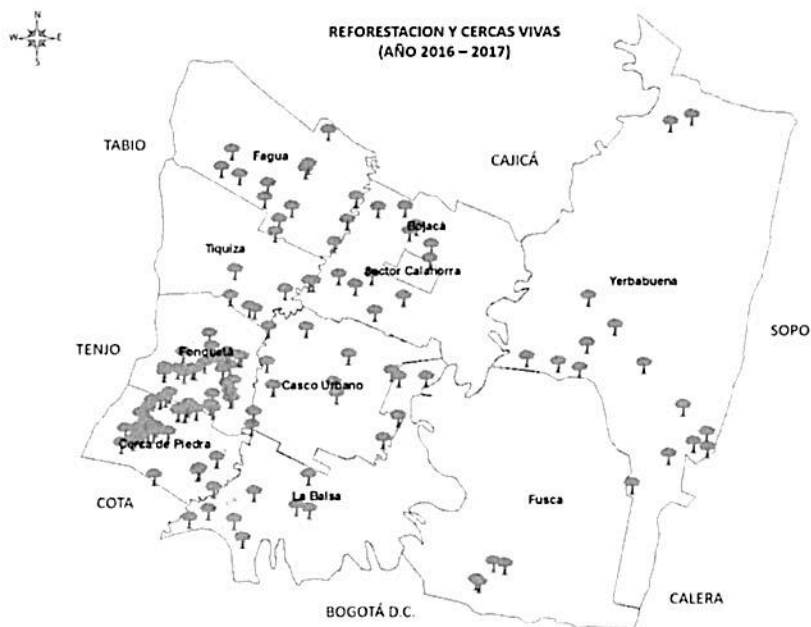 N
W E
S
REFORESTACION Y CERCAS VIVAS
(AÑO 2016 – 2017)
TABIO
Fagua
CAJICÁ
Bojacá
Tiquiza
Sector Calahorra
Yerbabuena
SOPO
TENJO
Fonquetá
Casco Urbano
Cerca de Piedra
COTA
La Balsa
Fusca
BOGOTÁ D.C.
CALERA